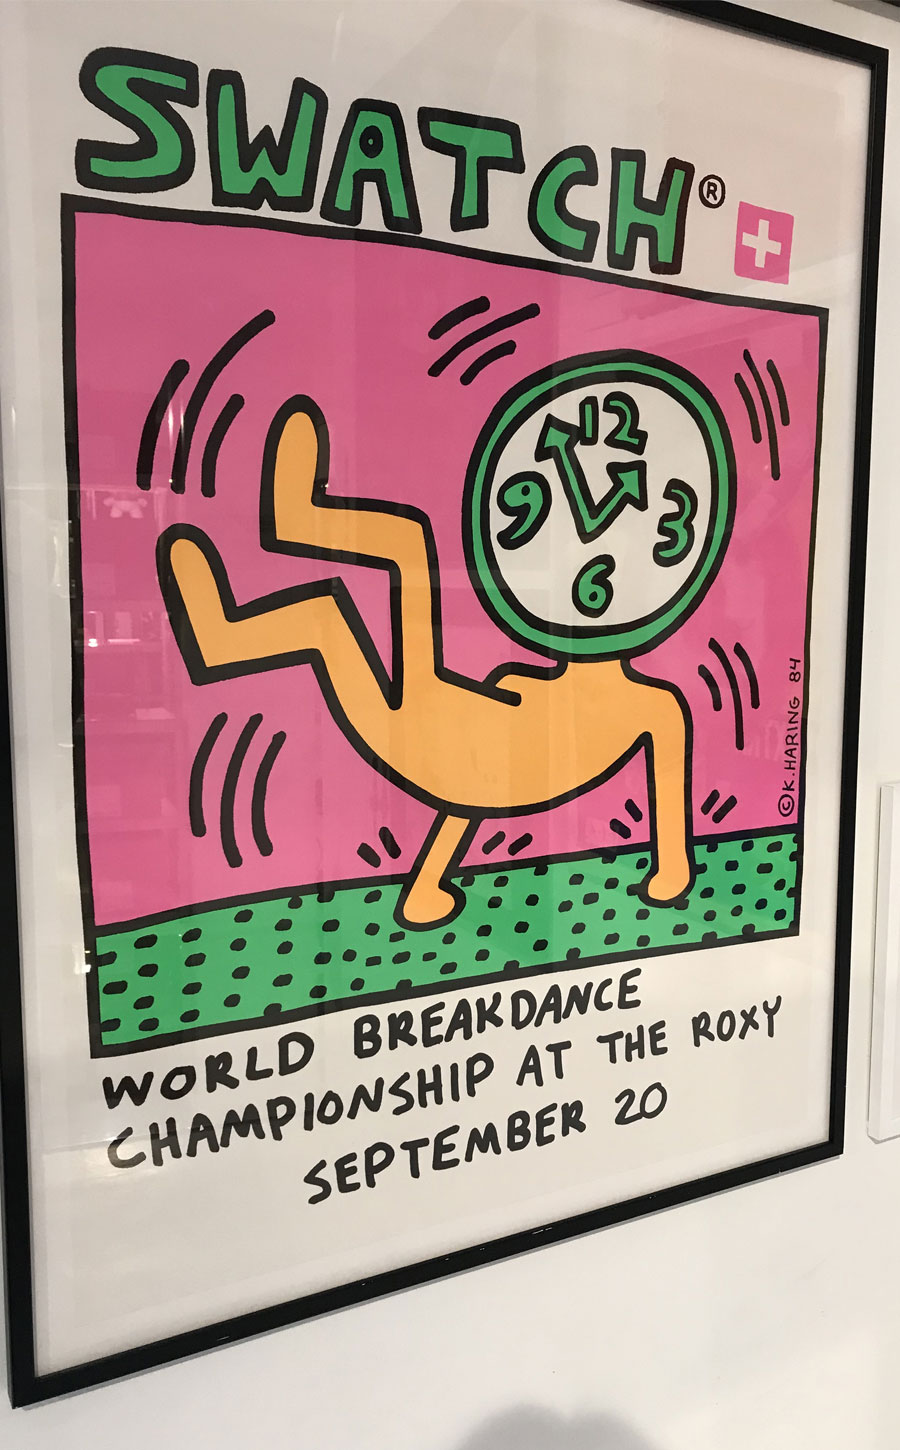 SWATCH®
12
9
3
6
©K.HARING 84
WORLD BREAKDANCE
CHAMPIONSHIP AT THE ROXY
SEPTEMBER 20